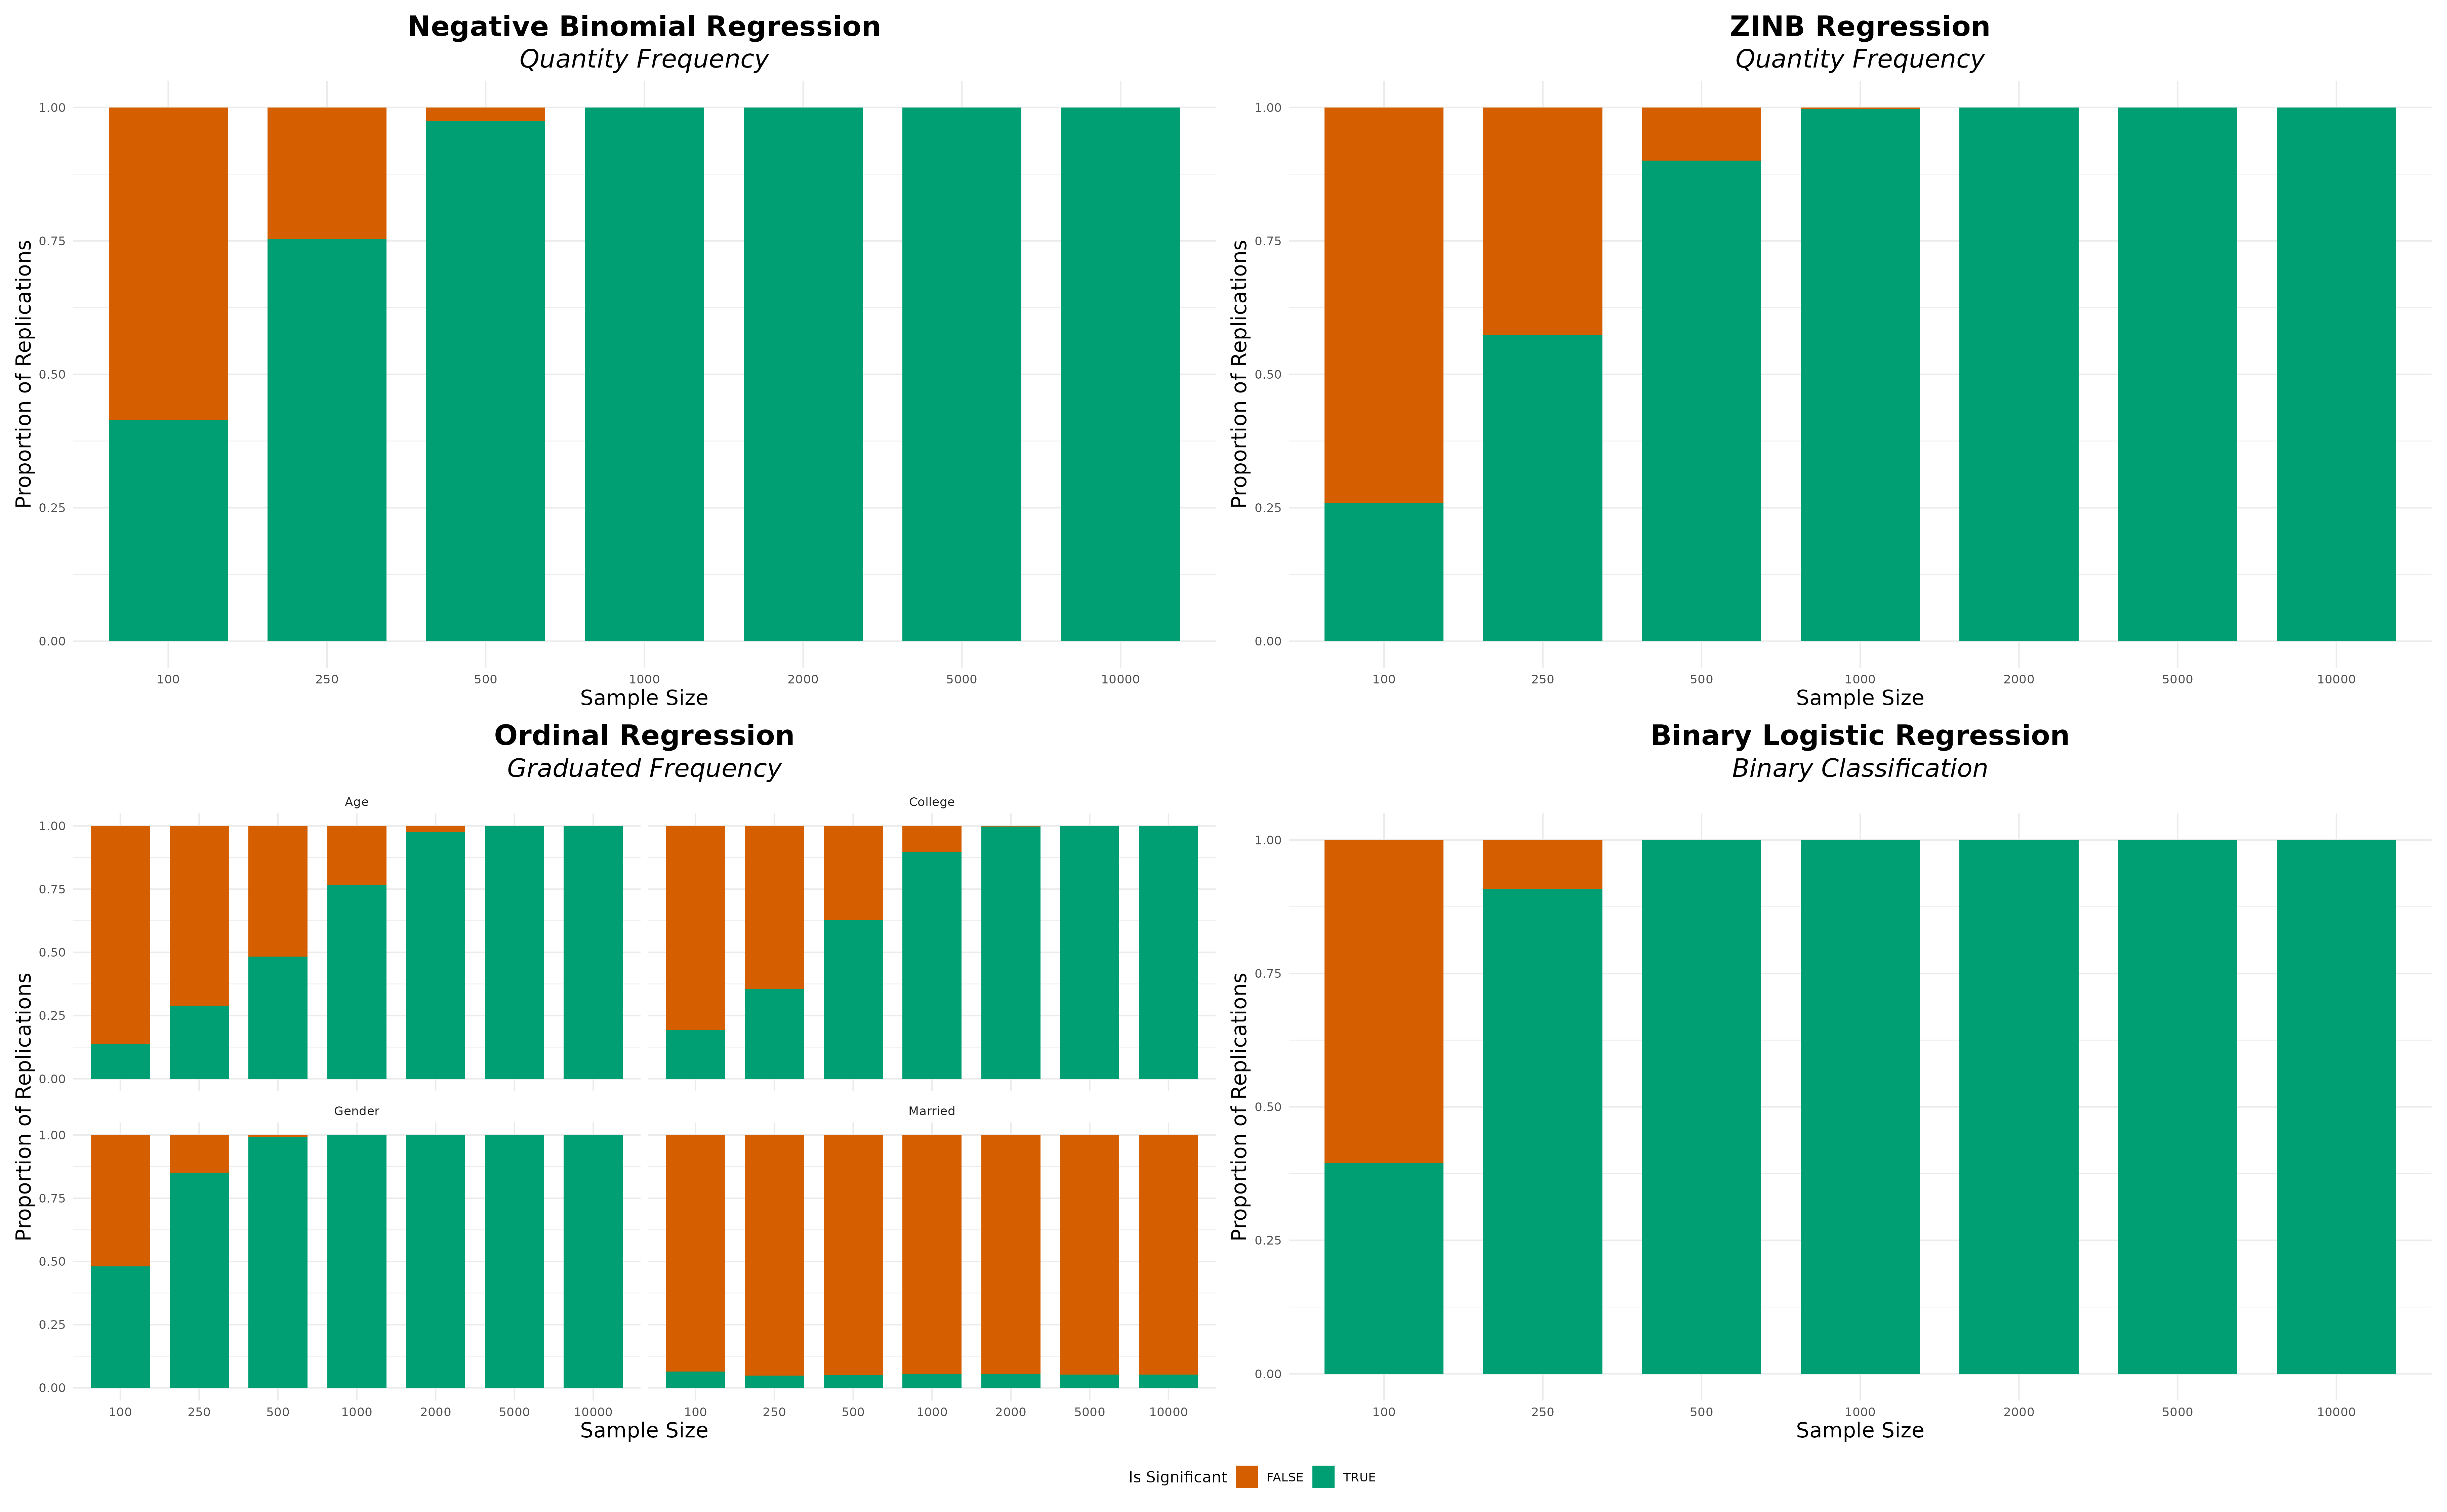 Negative Binomial Regression
Quantity Frequency
Proportion of Replications
1.00
0.75
0.50
0.25
0.00
100 250 500 1000 2000 5000 10000
Sample Size
ZINB Regression
Quantity Frequency
Proportion of Replications
1.00
0.75
0.50
0.25
0.00
100 250 500 1000 2000 5000 10000
Sample Size
Ordinal Regression
Graduated Frequency
Proportion of Replications
Age
College
1.00
0.75
0.50
0.25
0.00
Gender
Married
1.00
0.75
0.50
0.25
0.00
100 250 500 1000 2000 5000 10000
100 250 500 1000 2000 5000 10000
Sample Size
Binary Logistic Regression
Binary Classification
Proportion of Replications
1.00
0.75
0.50
0.25
0.00
100 250 500 1000 2000 5000 10000
Sample Size
Is Significant FALSE TRUE